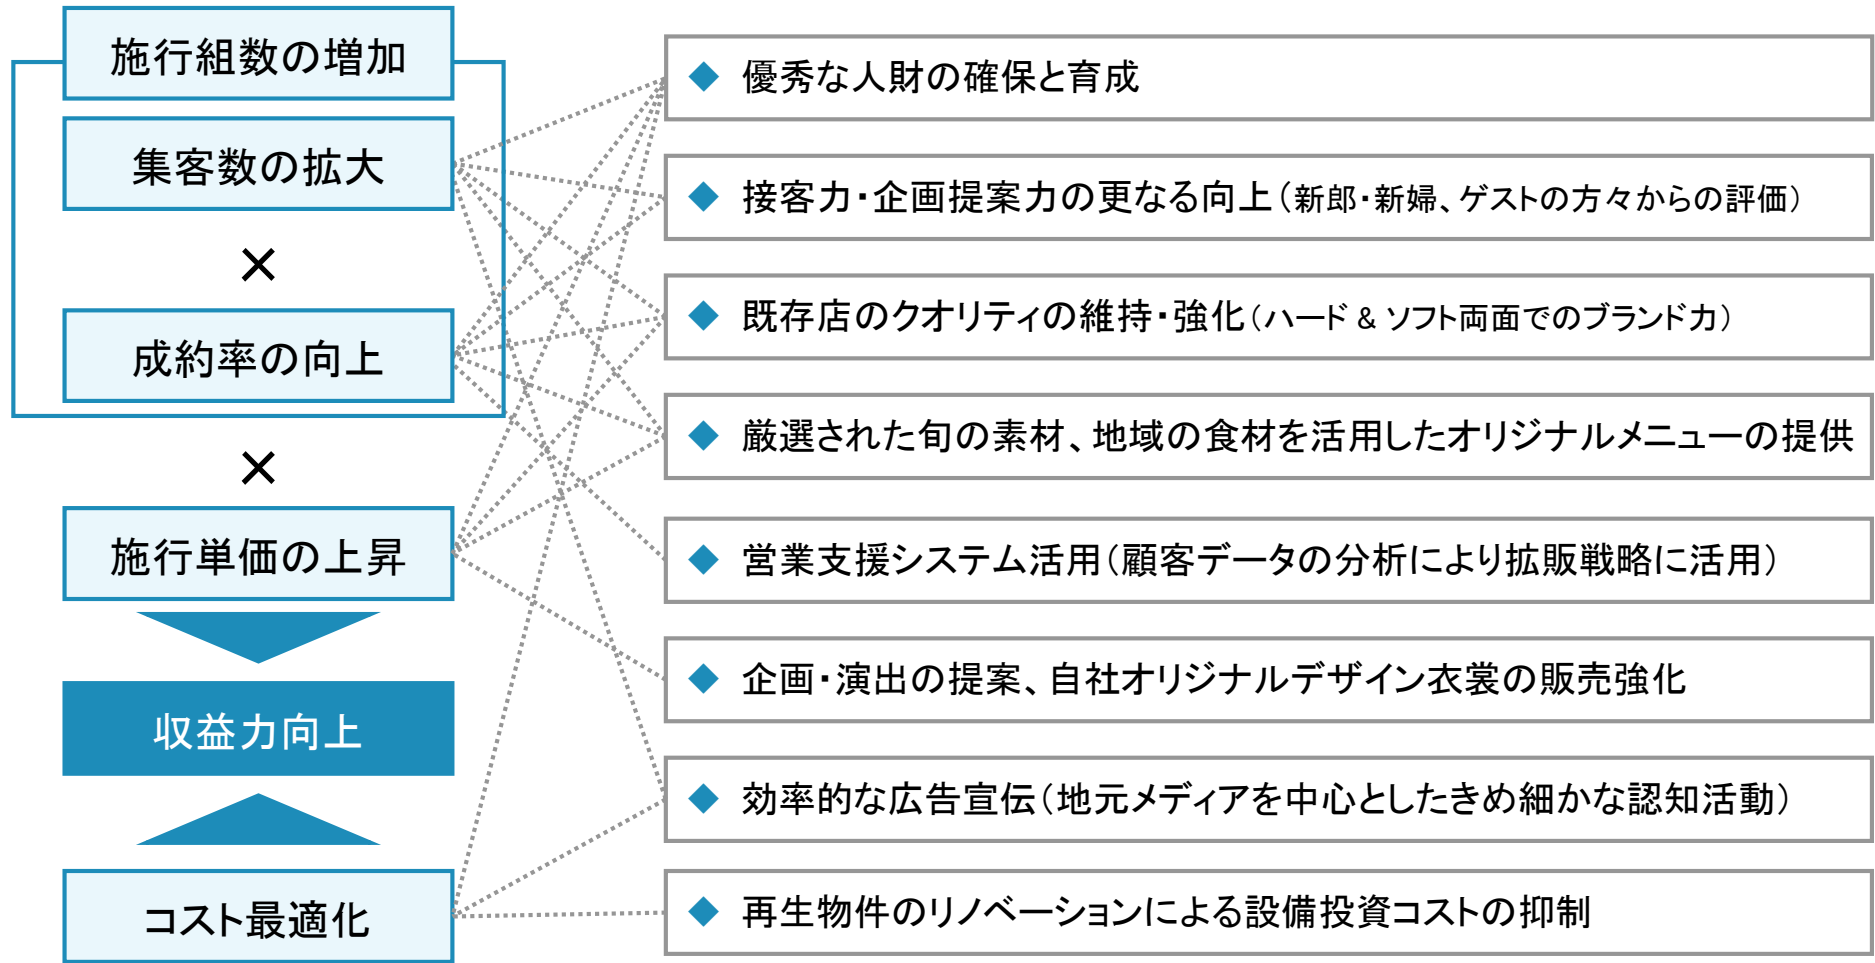 施行組数の増加
集客数の拡大
×
成約率の向上
×
施行単価の上昇
収益力向上
コスト最適化
◆ 優秀な人財の確保と育成
◆ 接客力・企画提案力の更なる向上（新郎・新婦、ゲストの方々からの評価）
◆ 既存店のクオリティの維持・強化（ハード & ソフト両面でのブランド力）
◆ 厳選された旬の素材、地域の食材を活用したオリジナルメニューの提供
◆ 営業支援システム活用（顧客データの分析により拡販戦略に活用）
◆ 企画・演出の提案、自社オリジナルデザイン衣裳の販売強化
◆ 効率的な広告宣伝（地元メディアを中心としたきめ細かな認知活動）
◆ 再生物件のリノベーションによる設備投資コストの抑制